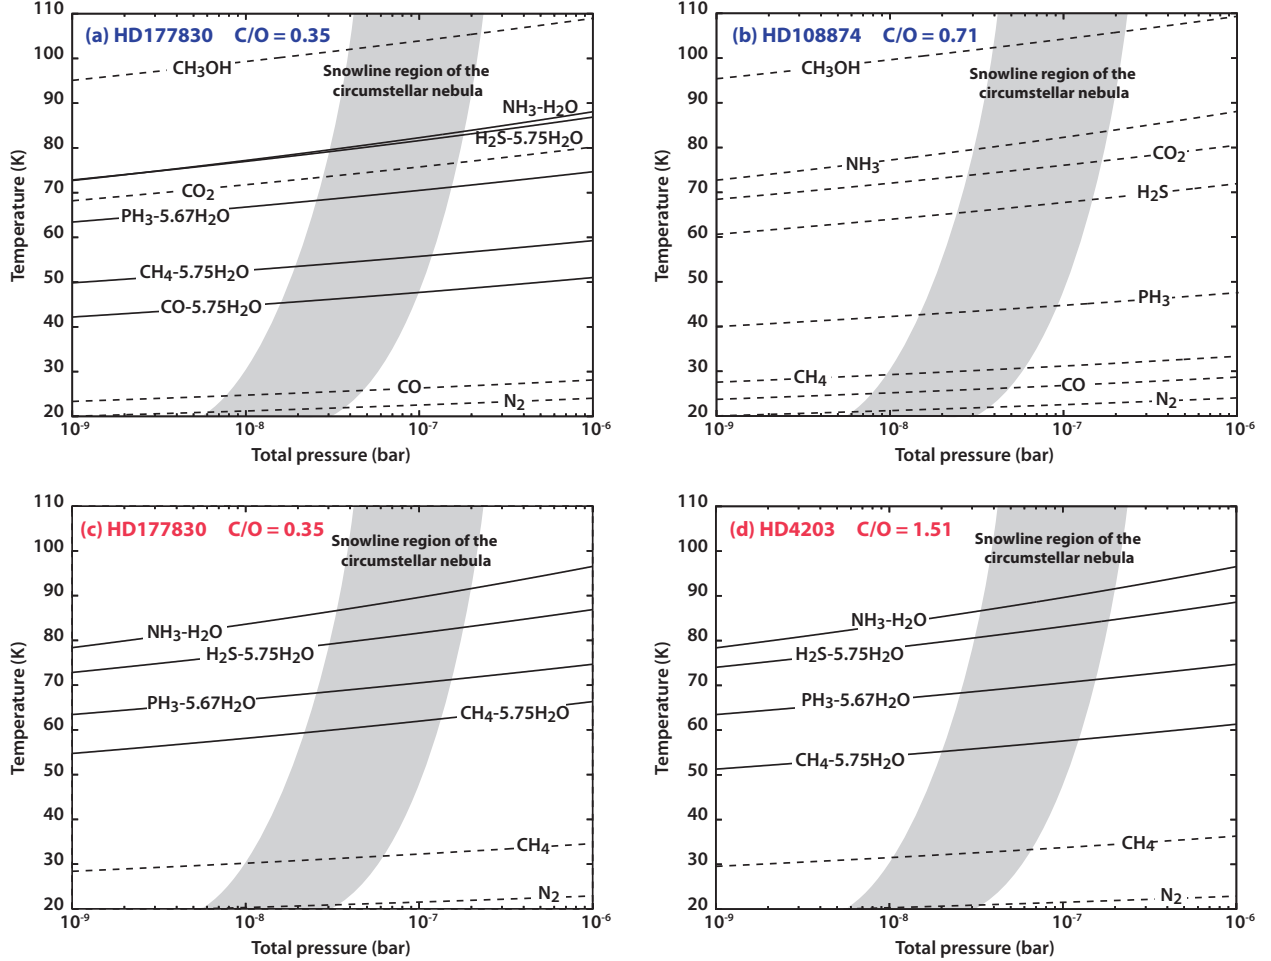 (a) HD177830 C/O = 0.35
CH3OH
Snowline region of the
circumstellar nebula
NH3-H2O
H2S-5.75H2O
CO2
PH3-5.67H2O
CH4-5.75H2O
CO-5.75H2O
CO
N2
110
100
90
80
70
60
50
40
30
20
Temperature (K)
10-9
10-8
10-7
10-6
Total pressure (bar)
(b) HD108874 C/O = 0.71
CH3OH
Snowline region of the
circumstellar nebula
NH3
CO2
H2S
PH3
CH4
CO
N2
110
100
90
80
70
60
50
40
30
20
Temperature (K)
10-9
10-8
10-7
10-6
Total pressure (bar)
(c) HD177830 C/O = 0.35
Snowline region of the
circumstellar nebula
NH3-H2O
H2S-5.75H2O
PH3-5.67H2O
CH4-5.75H2O
CH4
N2
110
100
90
80
70
60
50
40
30
20
Temperature (K)
10-9
10-8
10-7
10-6
Total pressure (bar)
(d) HD4203 C/O = 1.51
Snowline region of the
circumstellar nebula
NH3-H2O
H2S-5.75H2O
PH3-5.67H2O
CH4-5.75H2O
CH4
N2
110
100
90
80
70
60
50
40
30
20
Temperature (K)
10-9
10-8
10-7
10-6
Total pressure (bar)